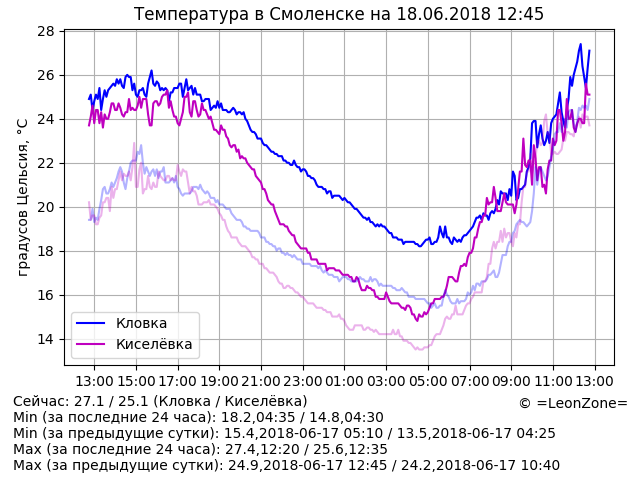 Температура в Смоленске на 18.06.2018 12:45
градусов Цельсия, °C
28
26
24
22
20
18
16
14
Кловка
Киселёвка
13:00 15:00 17:00 19:00 21:00 23:00 01:00 03:00 05:00 07:00 09:00 11:00 13:00
Сейчас: 27.1 / 25.1 (Кловка / Киселёвка)
© =LeonZone=
Min (за последние 24 часа): 18.2,04:35 / 14.8,04:30
Min (за предыдущие сутки): 15.4,2018-06-17 05:10 / 13.5,2018-06-17 04:25
Max (за последние 24 часа): 27.4,12:20 / 25.6,12:35
Max (за предыдущие сутки): 24.9,2018-06-17 12:45 / 24.2,2018-06-17 10:40